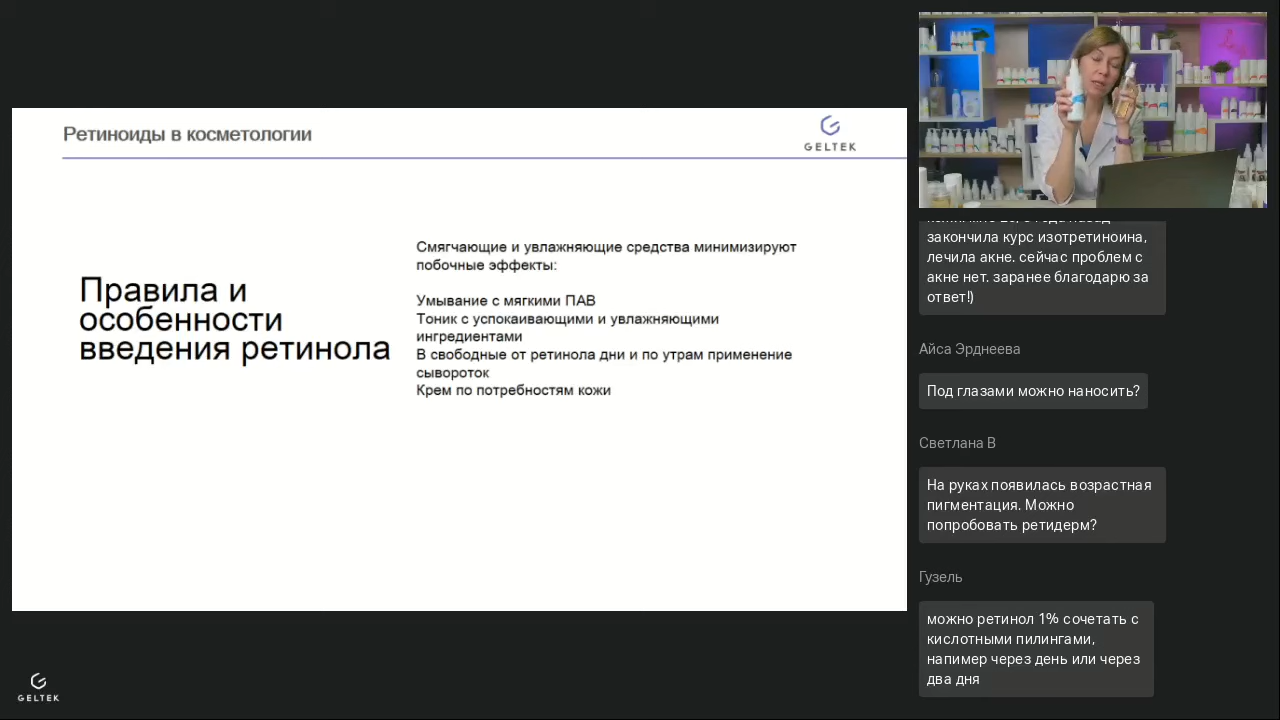 Ретиноиды в косметологии
GELTEK
Правила и
особенности
введения ретинола
Смягчающие и увлажняющие средства минимизируют
побочные эффекты:
Умывание с мягкими ПАВ
Тоник с успокаивающими и увлажняющими
ингредиентами
В свободные от ретинола дни и по утрам применение
сывороток
Крем по потребностям кожи
GELTEK
закончила курс изотретиноина,
лечила акне. сейчас проблем с
акне нет. заранее благодарю за
ответ!)
Айса Эрднеева
Под глазами можно наносить?
Светлана В
На руках появилась возрастная
пигментация. Можно
попробовать ретидерм?
Гузель
можно ретинол 1% сочетать с
кислотными пилингами,
напимер через день или через
два дня